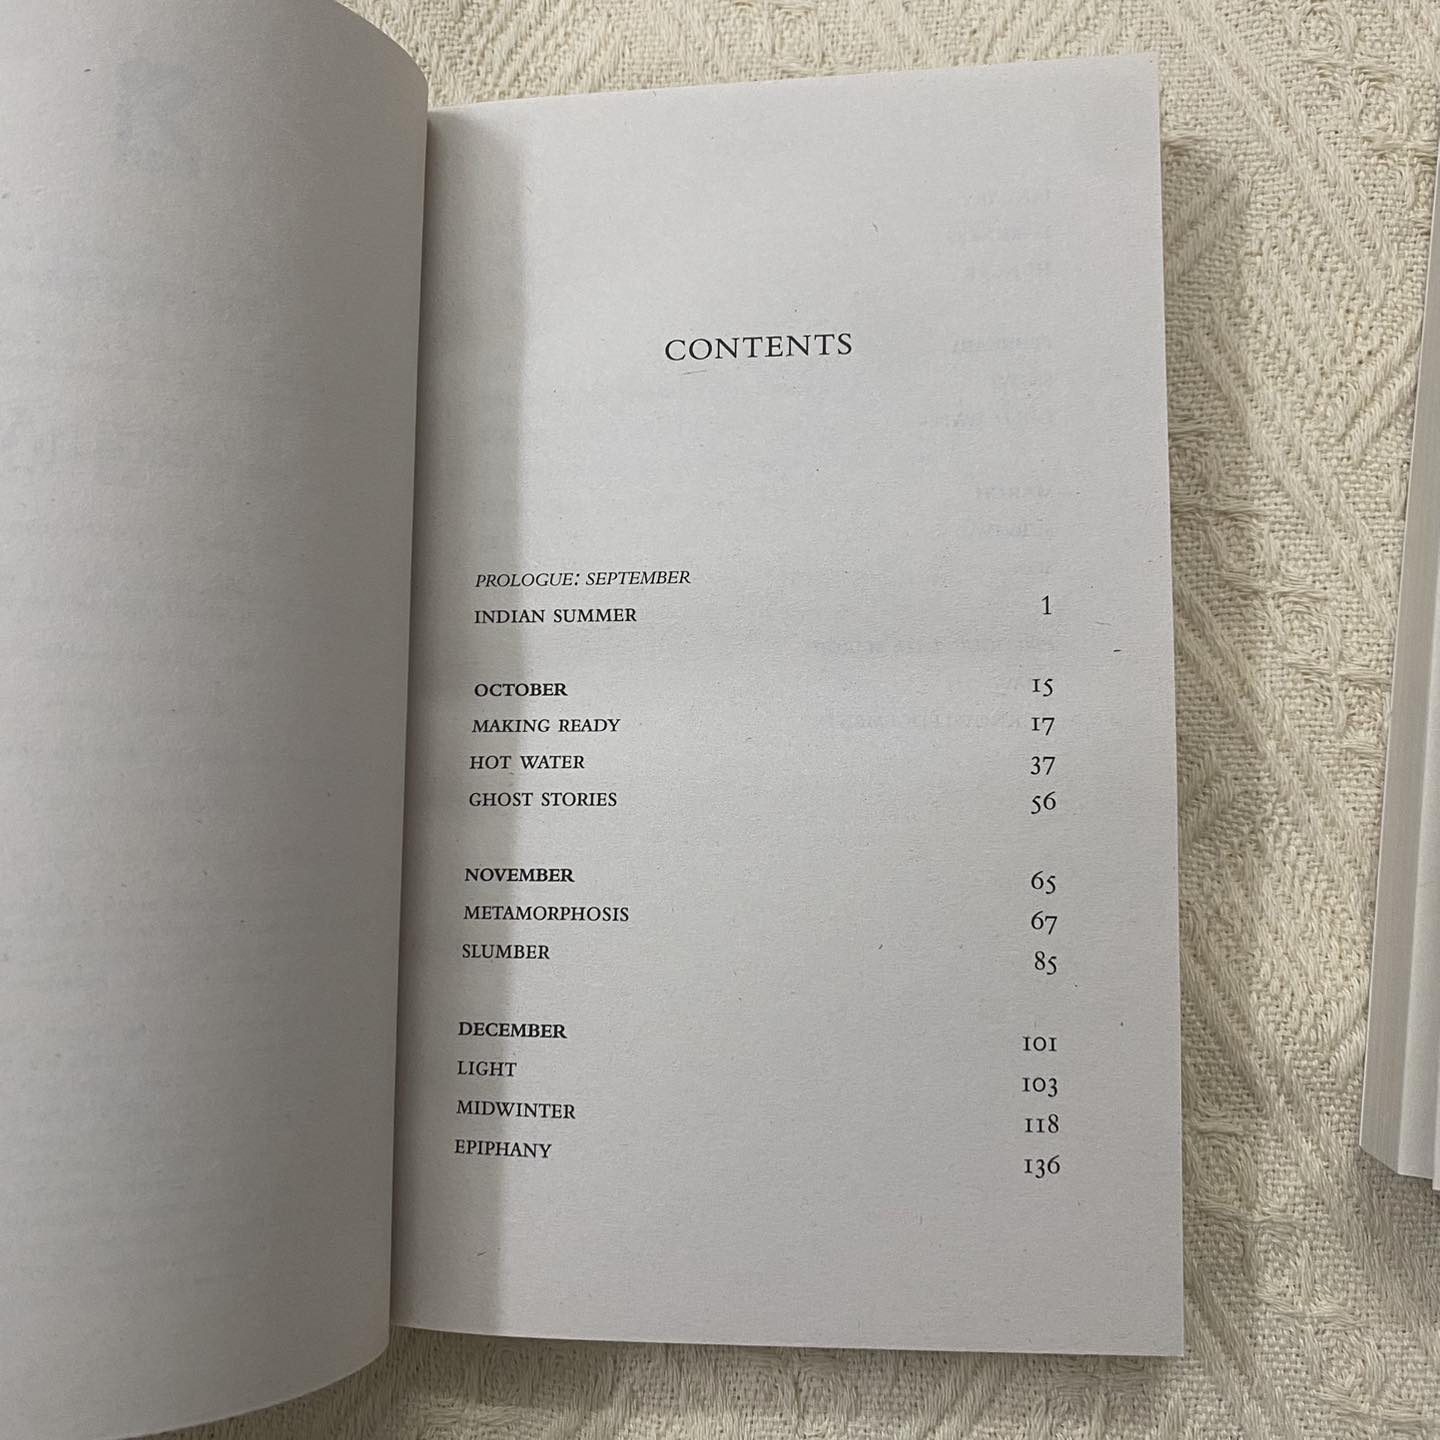 CONTENTS
PROLOGUE: SEPTEMBER
INDIAN SUMMER 1
OCTOBER 15
MAKING READY 17
HOT WATER 37
GHOST STORIES 56
NOVEMBER 65
METAMORPHOSIS 67
SLUMBER 85
DECEMBER 101
LIGHT 103
MIDWINTER 118
EPIPHANY 136